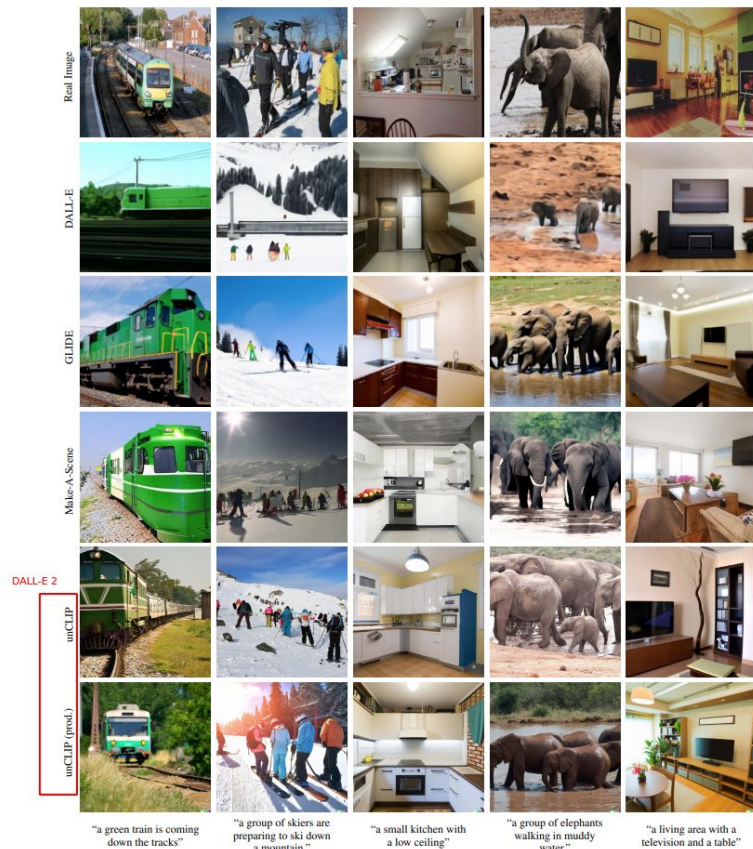 Real Image
DALL-E
GLIDE
Make-A-Scene
DALL-E 2
unCLIP
unCLIP (prod.)
“a green train is coming
down the tracks”
“a group of skiers are
preparing to ski down
a mountain.”
“a small kitchen with
a low ceiling”
“a group of elephants
walking in muddy
water.”
“a living area with a
television and a table”